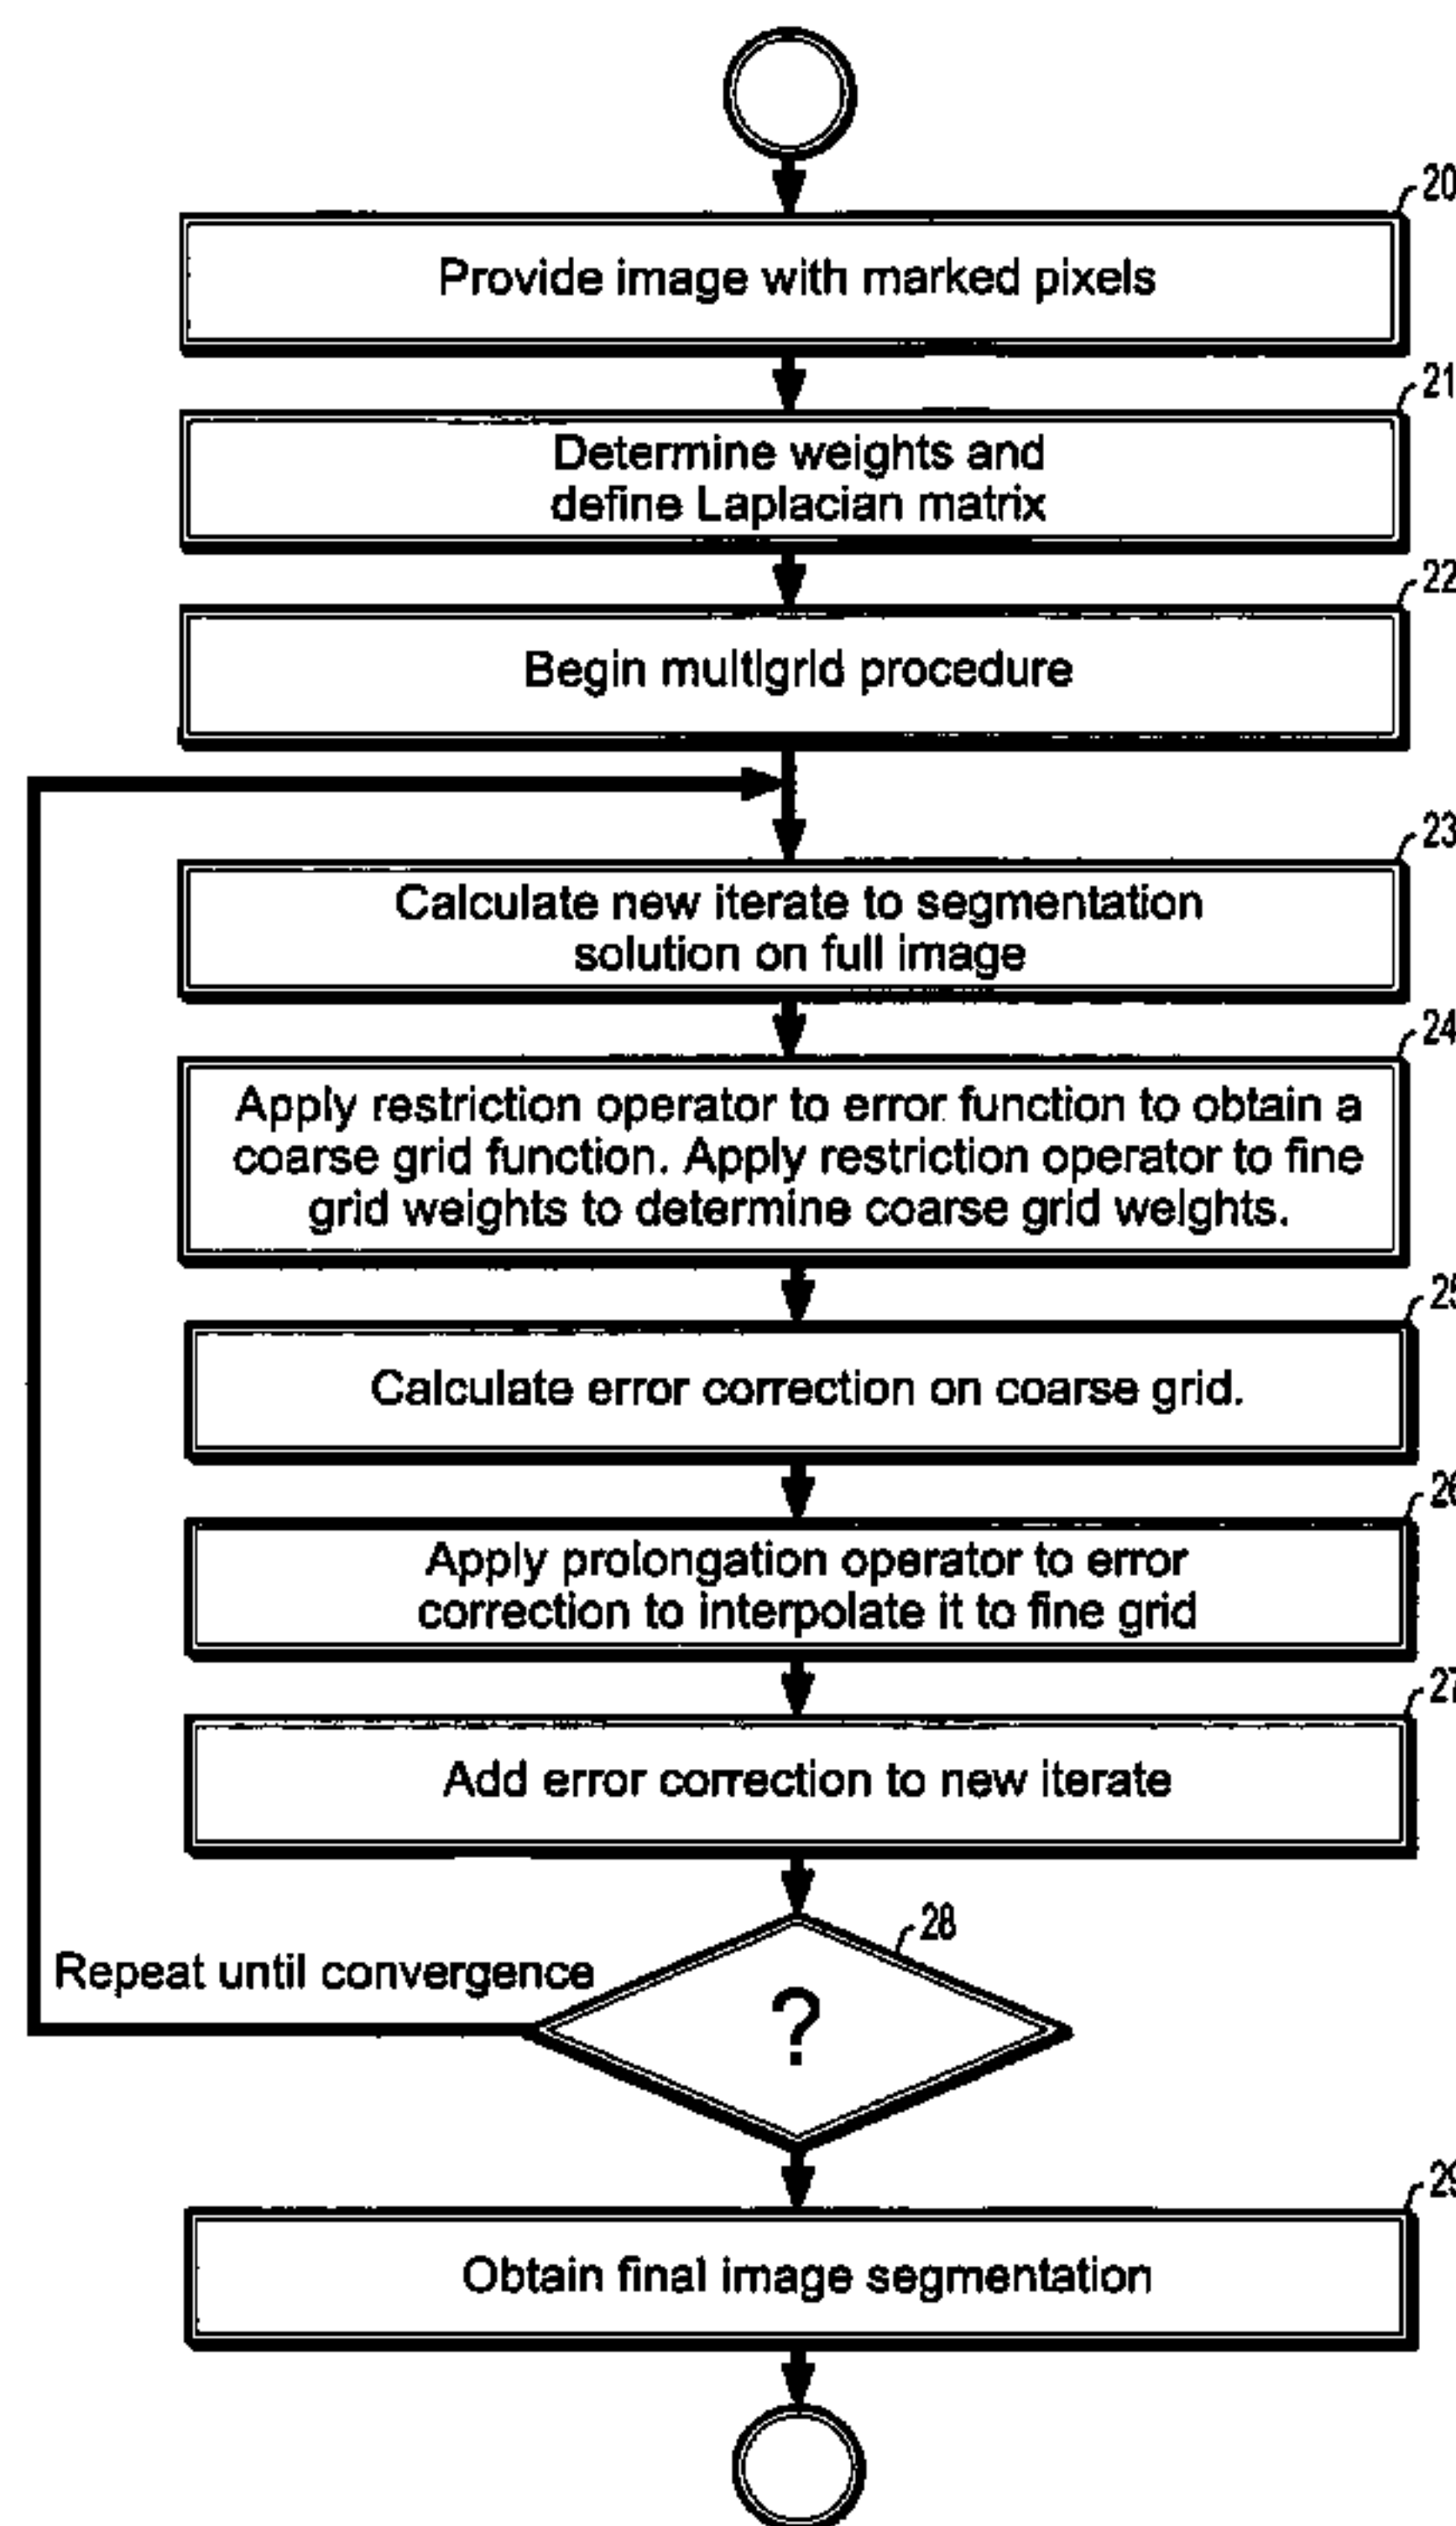 20
Provide image with marked pixels
21
Determine weights and
define Laplacian matrix
22
Begin multigrid procedure
23
Calculate new iterate to segmentation
solution on full image
24
Apply restriction operator to error function to obtain a
coarse grid function. Apply restriction operator to fine
grid weights to determine coarse grid weights.
25
Calculate error correction on coarse grid.
26
Apply prolongation operator to error
correction to interpolate it to fine grid
27
Add error correction to new iterate
28
Repeat until convergence
?
29
Obtain final image segmentation